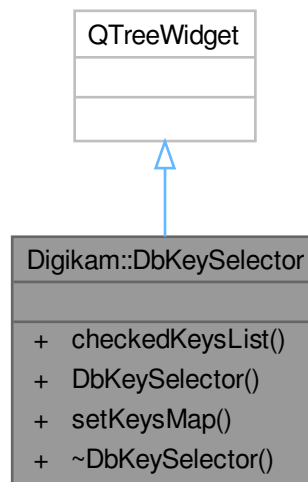 QTreeWidget
Digikam::DbKeySelector
+ checkedKeysList()
+ DbKeySelector()
+ setKeysMap()
+ ~DbKeySelector()